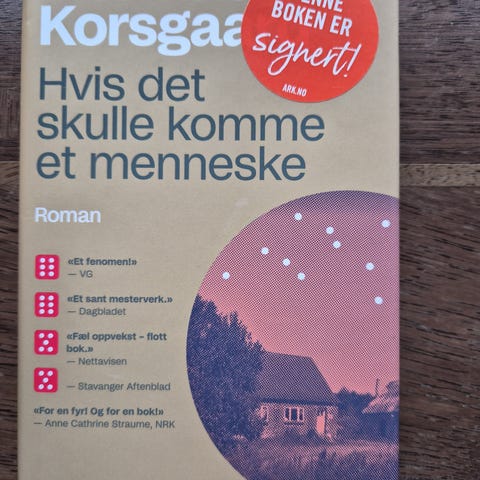 Korsgaa
DENNE
BOKEN ER
signert!
ARK.NO
Hvis det
skulle komme
et menneske
Roman
«Et fenomen!»
— VG
«Et sant mesterverk.»
— Dagbladet
«Fæl oppvekst – flott
bok.»
— Nettavisen
— Stavanger Aftenblad
«For en fyr! Og for en bok!»
— Anne Cathrine Straume, NRK